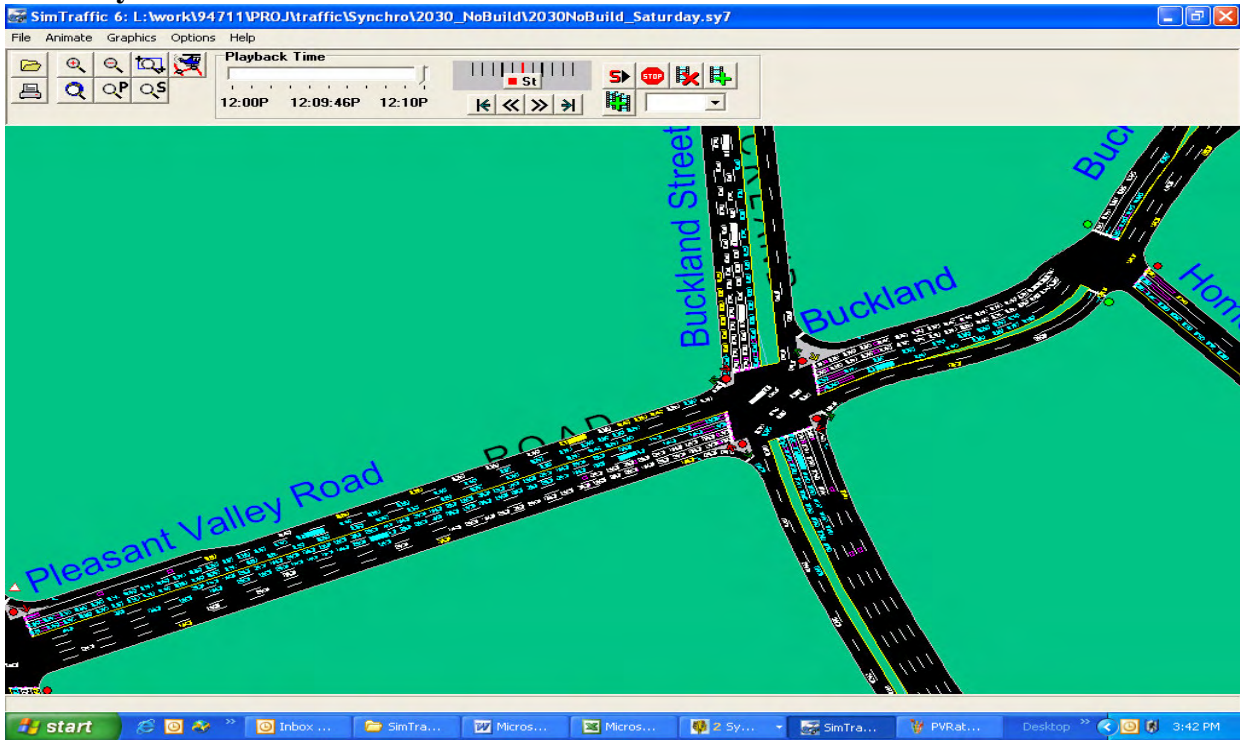 SimTraffic 6: L:\work\94711\PROJ\traffic\Synchro\2030_NoBuild\2030NoBuild_Saturday.sy7
File Animate Graphics Options Help
Playback Time
12:00P 12:09:46P 12:10P
St
S
STOP
P
S
Buckland Street
Buckland
Pleasant Valley Road
ROAD
start
Inbox ...
SimTra...
Micros...
Micros...
2 Sy...
SimTra...
PVRat...
Desktop
3:42 PM